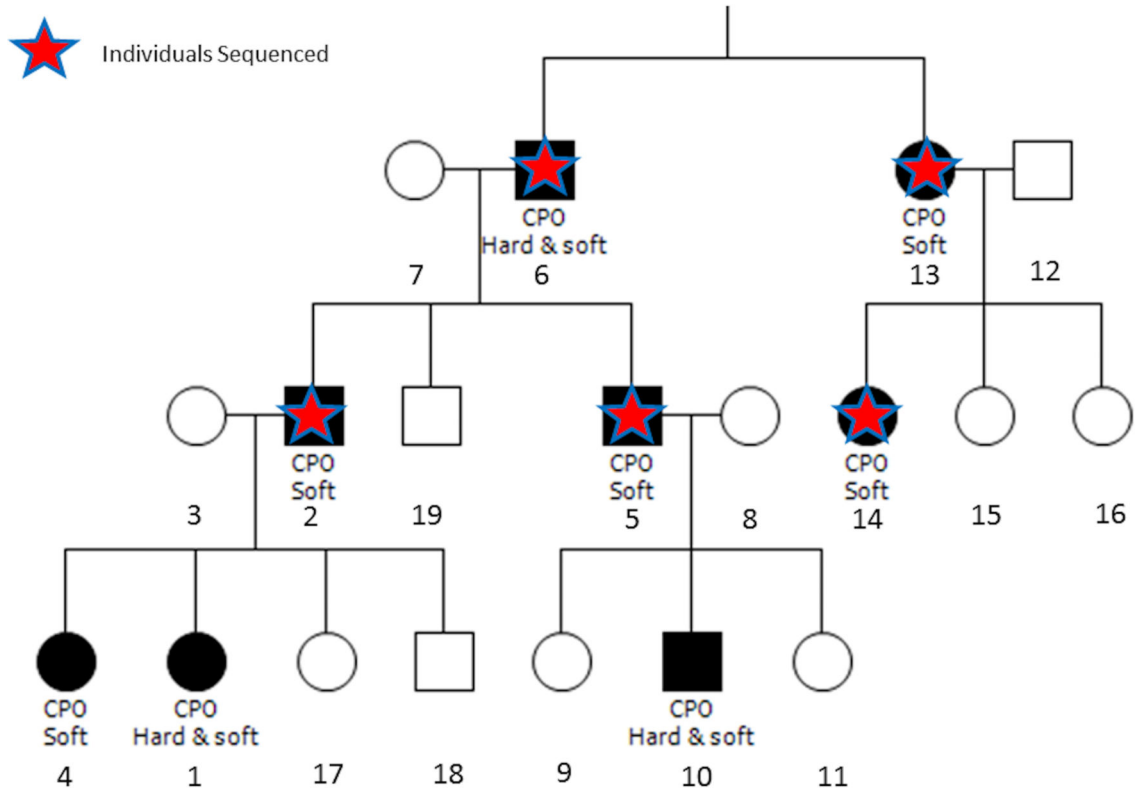 Individuals Sequenced
CPO
Hard & soft
CPO
Soft
7
6
13
12
CPO
Soft
CPO
Soft
CPO
Soft
3
2
19
5
8
14
15
16
CPO
Soft
CPO
Hard & soft
CPO
Hard & soft
4
1
17
18
9
10
11